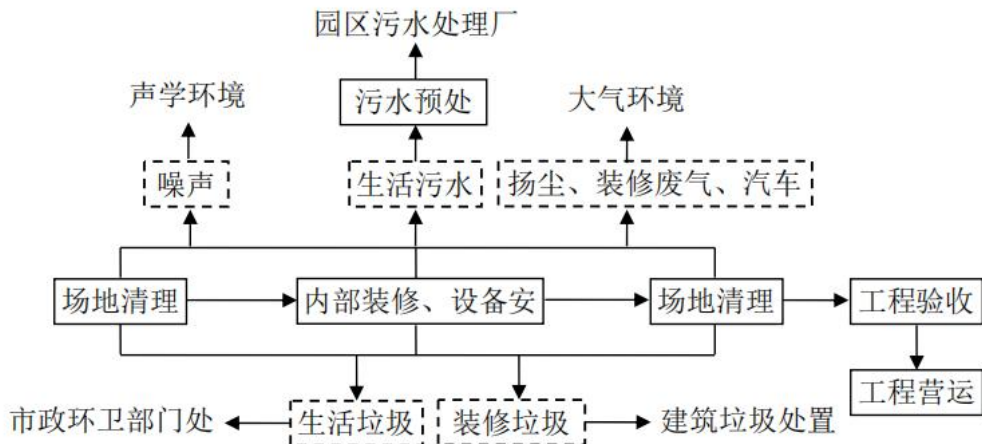 园区污水处理厂
声学环境
污水预处
大气环境
噪声
生活污水
扬尘、装修废气、汽车
场地清理
内部装修、设备安
场地清理
工程验收
工程营运
市政环卫部门处
生活垃圾
装修垃圾
建筑垃圾处置